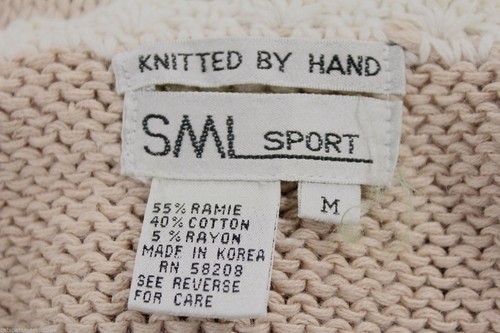 KNITTED BY HAND
SML SPORT
M
55% RAMIE
40% COTTON
5% RAYON
MADE IN KOREA
RN 58208
SEE REVERSE
FOR CARE